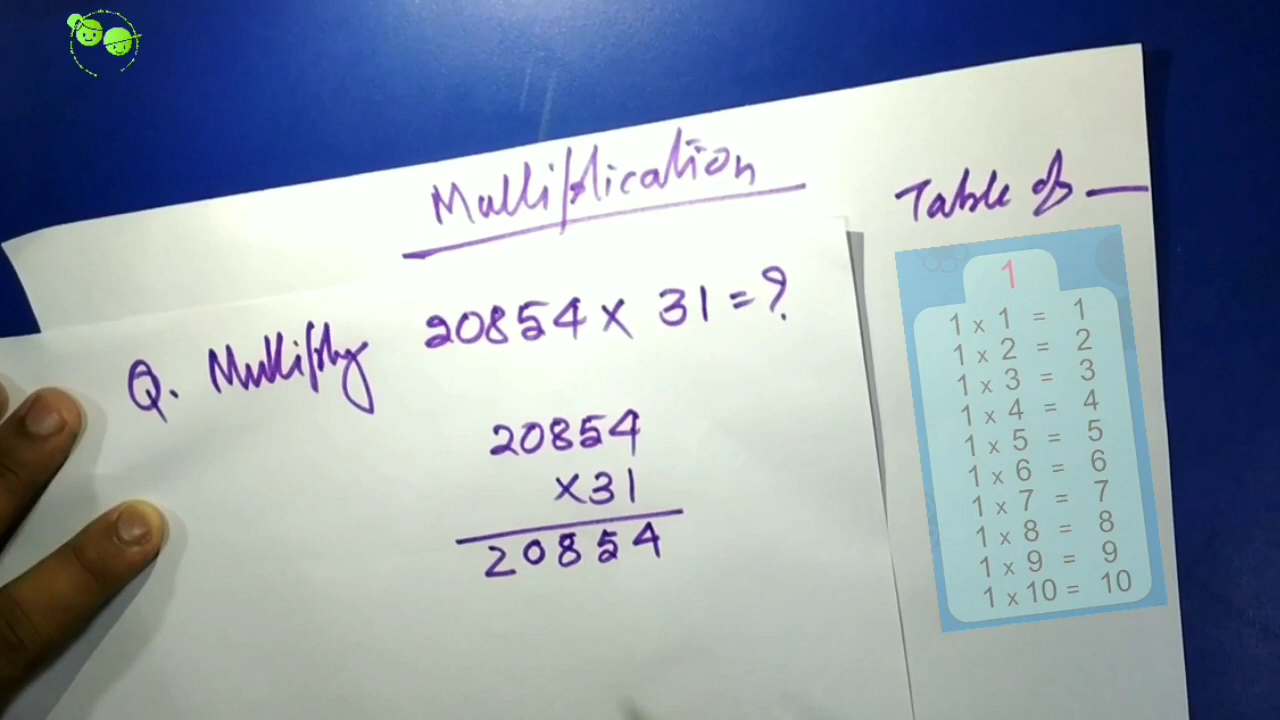 Multiplication
Q. Multiply 20854 x 31 = ?
20854
x31
20854
Table of __
1
1 x 1 = 1
1 x 2 = 2
1 x 3 = 3
1 x 4 = 4
1 x 5 = 5
1 x 6 = 6
1 x 7 = 7
1 x 8 = 8
1 x 9 = 9
1 x 10 = 10